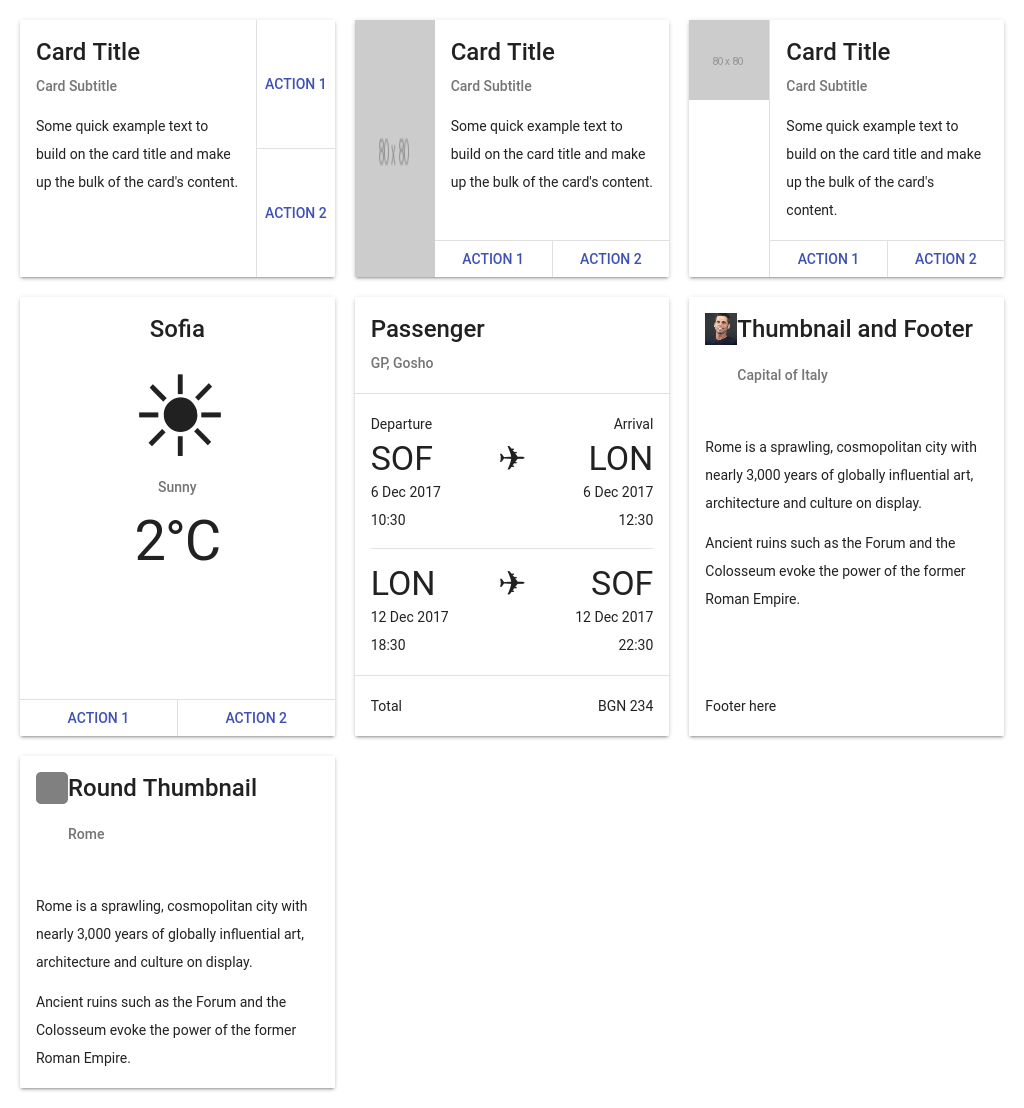 Card Title
Card Subtitle
Some quick example text to
build on the card title and make
up the bulk of the card's content.
ACTION 1
ACTION 2
80 x 80
Card Title
Card Subtitle
Some quick example text to
build on the card title and make
up the bulk of the card's content.
ACTION 1 ACTION 2
80 x 80
Card Title
Card Subtitle
Some quick example text to
build on the card title and make
up the bulk of the card's
content.
ACTION 1 ACTION 2
Sofia
Sunny
2°C
ACTION 1 ACTION 2
Passenger
GP, Gosho
Departure Arrival
SOF ✈ LON
6 Dec 2017 6 Dec 2017
10:30 12:30
LON ✈ SOF
12 Dec 2017 12 Dec 2017
18:30 22:30
Total BGN 234
Thumbnail and Footer
Capital of Italy
Rome is a sprawling, cosmopolitan city with
nearly 3,000 years of globally influential art,
architecture and culture on display.
Ancient ruins such as the Forum and the
Colosseum evoke the power of the former
Roman Empire.
Footer here
Round Thumbnail
Rome
Rome is a sprawling, cosmopolitan city with
nearly 3,000 years of globally influential art,
architecture and culture on display.
Ancient ruins such as the Forum and the
Colosseum evoke the power of the former
Roman Empire.